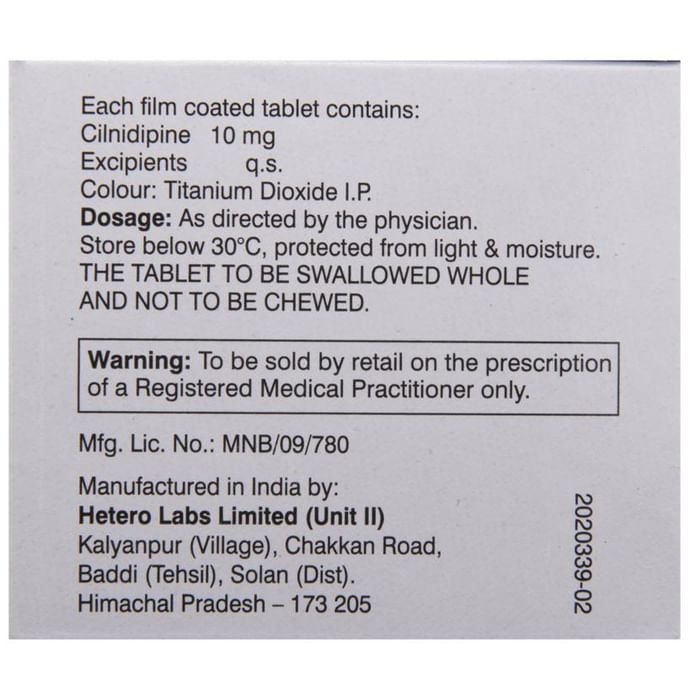 Each film coated tablet contains:
Cilnidipine 10 mg
Excipients q.s.
Colour: Titanium Dioxide I.P.
Dosage: As directed by the physician.
Store below 30°C, protected from light & moisture.
THE TABLET TO BE SWALLOWED WHOLE
AND NOT TO BE CHEWED.
Warning: To be sold by retail on the prescription
of a Registered Medical Practitioner only.
Mfg. Lic. No.: MNB/09/780
Manufactured in India by:
Hetero Labs Limited (Unit II)
Kalyanpur (Village), Chakkan Road,
Baddi (Tehsil), Solan (Dist).
Himachal Pradesh – 173 205
2020339-02